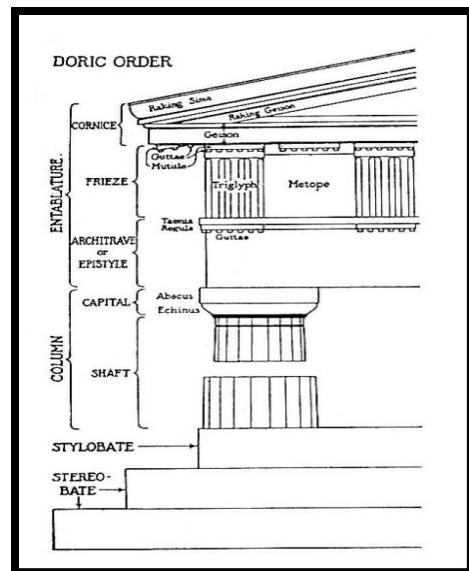 DORIC ORDER
Raking Sima
Raking Geison
CORNICE
Geison
Guttae
Mutule
ENTABLATURE.
FRIEZE
Triglyph
Metope
Taenia
Regula
Guttae
ARCHITRAVE
or
EPISTYLE
CAPITAL
Abacus
Echinus
COLUMN
SHAFT
STYLOBATE
STEREO-
BATE